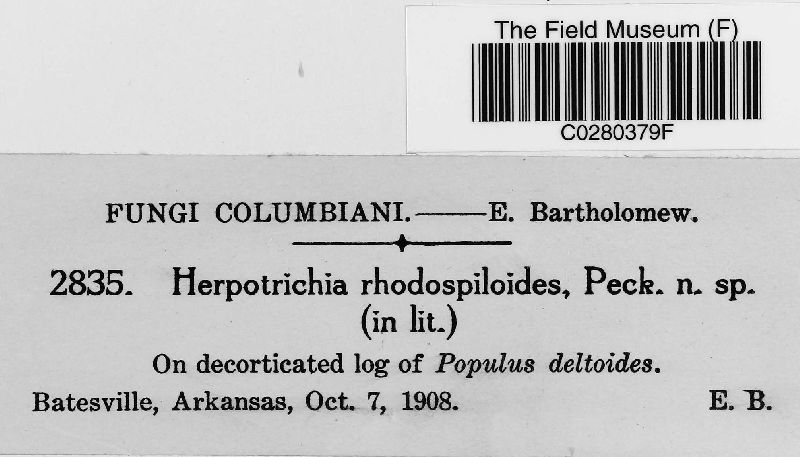 The Field Museum (F)
C0280379F
FUNGI COLUMBIANI.——E. Bartholomew.
2835. Herpotrichia rhodospiloides, Peck. n. sp.
(in lit.)
On decorticated log of Populus deltoides.
Batesville, Arkansas, Oct. 7, 1908. E. B.